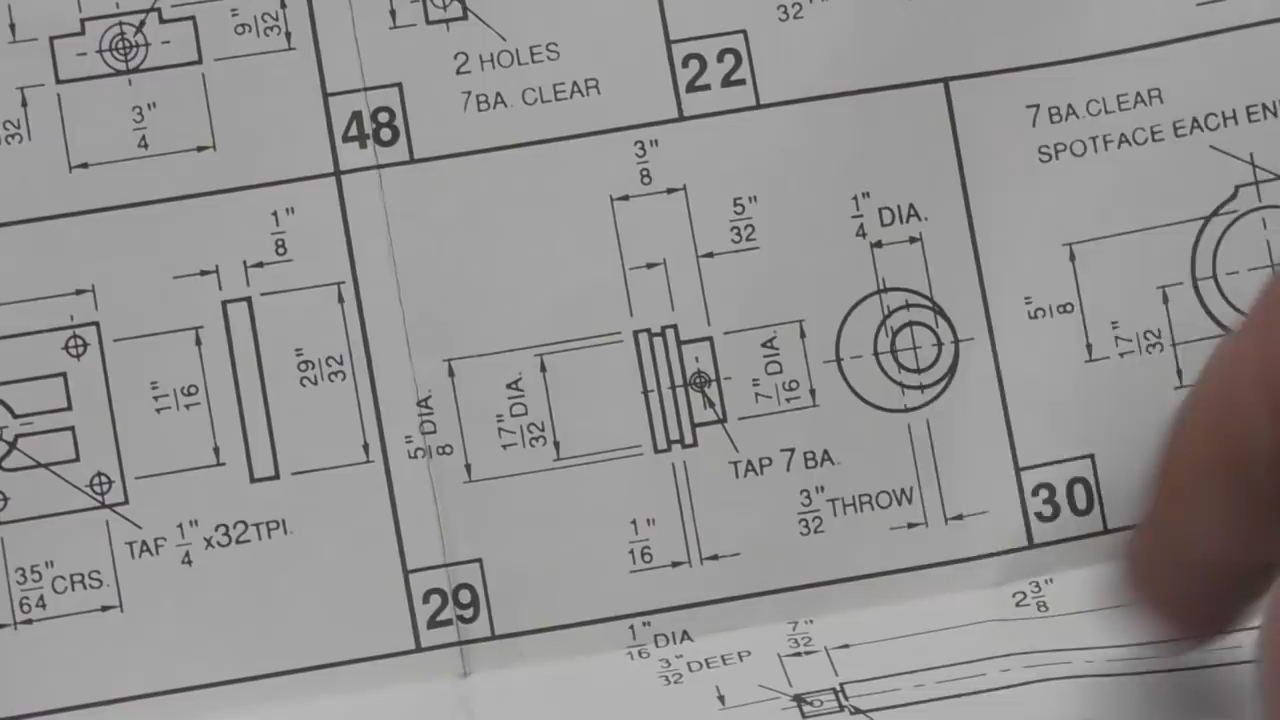 9"
32
32
3"
4
48
2 HOLES
7BA. CLEAR
22
32"
7 BA.CLEAR
SPOTFACE EACH EN
3"
8
5"
32
1"
4 DIA.
1"
8
29"
32
11"
16
5" DIA.
8
17" DIA.
32
7" DIA.
16
5"
8
17"
32
TAP 7 BA.
3"
32 THROW
1"
16
TAP 1" x32TPI.
4
35" CRS.
64
29
30
1" DIA
16
3" DEEP
32
7"
32
2 3"
8